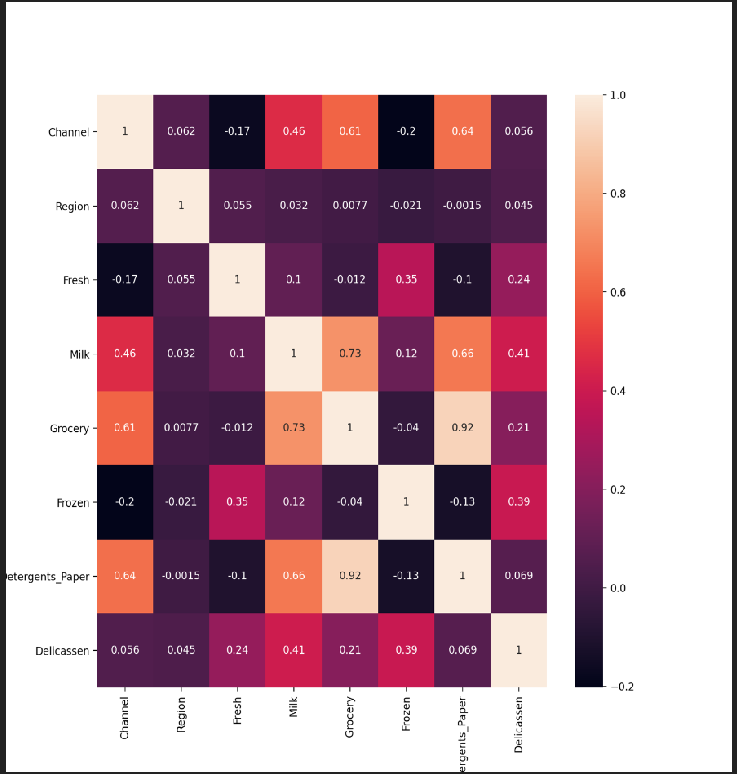 1.0
Channel 1 0.062 -0.17 0.46 0.61 -0.2 0.64 0.056
0.8
Region 0.062 1 0.055 0.032 0.0077 -0.021 -0.0015 0.045
Fresh -0.17 0.055 1 0.1 -0.012 0.35 -0.1 0.24
0.6
Milk 0.46 0.032 0.1 1 0.73 0.12 0.66 0.41
0.4
Grocery 0.61 0.0077 -0.012 0.73 1 -0.04 0.92 0.21
0.2
Frozen -0.2 -0.021 0.35 0.12 -0.04 1 -0.13 0.39
etergents_Paper 0.64 -0.0015 -0.1 0.66 0.92 -0.13 1 0.069
0.0
Delicassen 0.056 0.045 0.24 0.41 0.21 0.39 0.069 1
−0.2
Channel
Region
Fresh
Milk
Grocery
Frozen
ergents_Paper
Delicassen